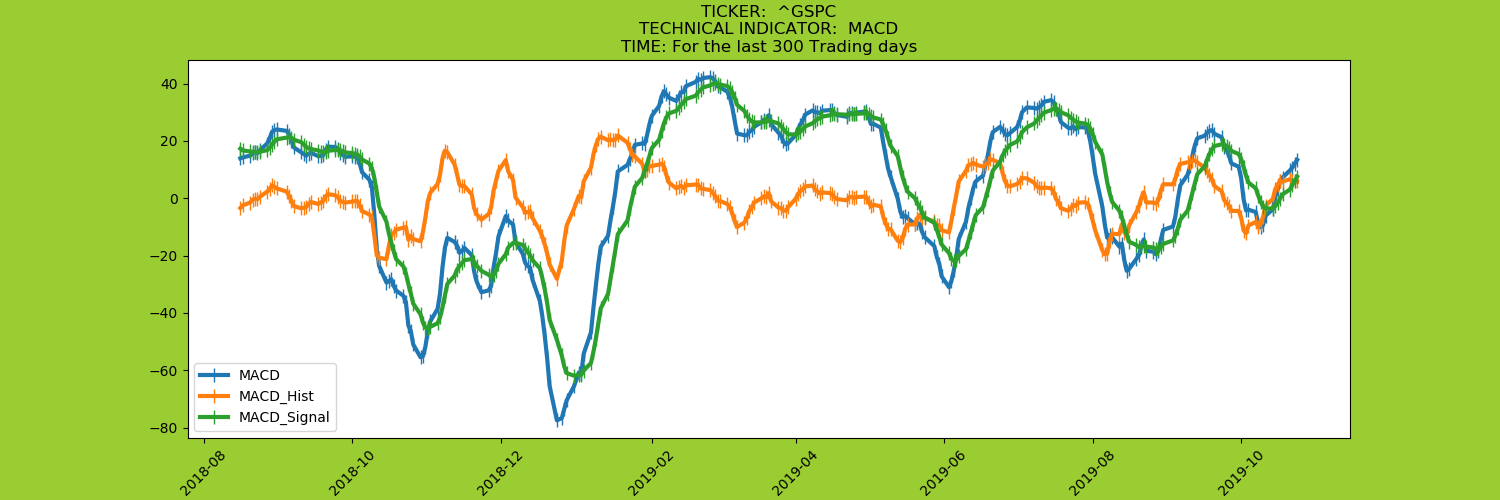 TICKER:  ^GSPC
TECHNICAL INDICATOR:  MACD
TIME: For the last 300 Trading days
40
20
0
−20
−40
−60
−80
MACD
MACD_Hist
MACD_Signal
2018-08
2018-10
2018-12
2019-02
2019-04
2019-06
2019-08
2019-10